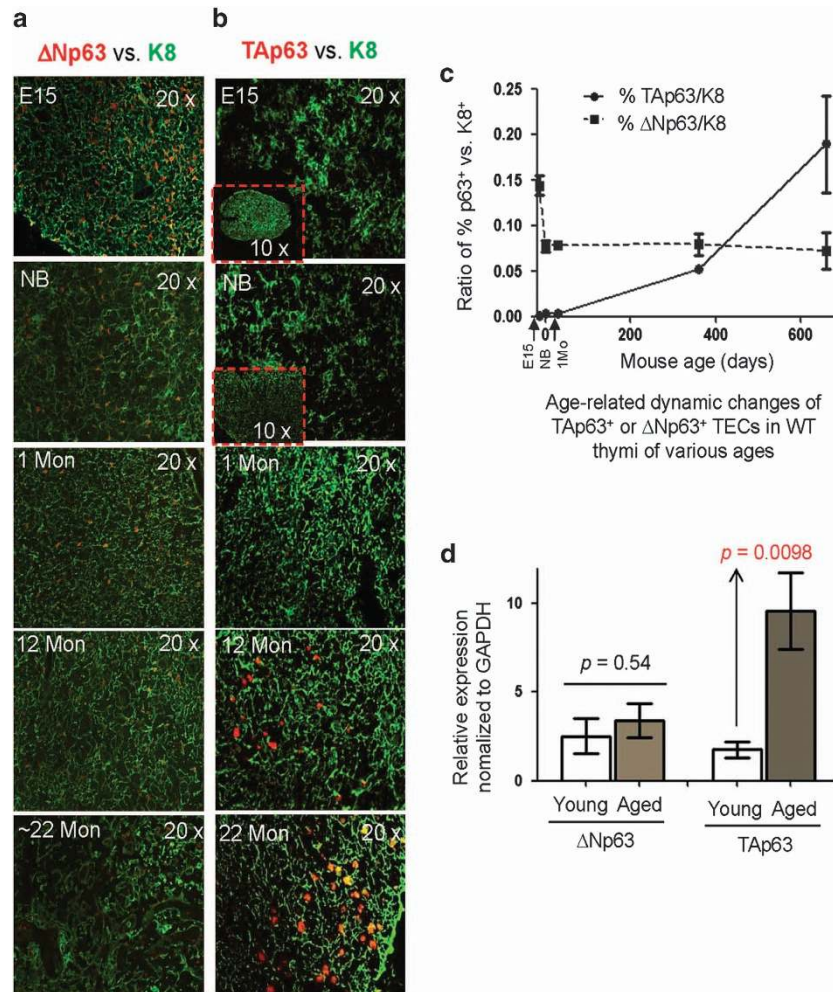 a
ΔNp63 vs. K8
E15 20 x
NB 20 x
1 Mon 20 x
12 Mon 20 x
~22 Mon 20 x
b
TAp63 vs. K8
E15 20 x
10 x
NB 20 x
10 x
1 Mon 20 x
12 Mon 20 x
22 Mon 20 x
c
Ratio of % p63⁺ vs. K8⁺
0.25
0.20
0.15
0.10
0.05
0.00
% TAp63/K8
% ΔNp63/K8
0 200 400 600
E15
NB
1Mo
Mouse age (days)
Age-related dynamic changes of
TAp63⁺ or ΔNp63⁺ TECs in WT
thymi of various ages
d
Relative expression
nomalized to GAPDH
10
5
0
p = 0.54
p = 0.0098
Young Aged Young Aged
ΔNp63 TAp63